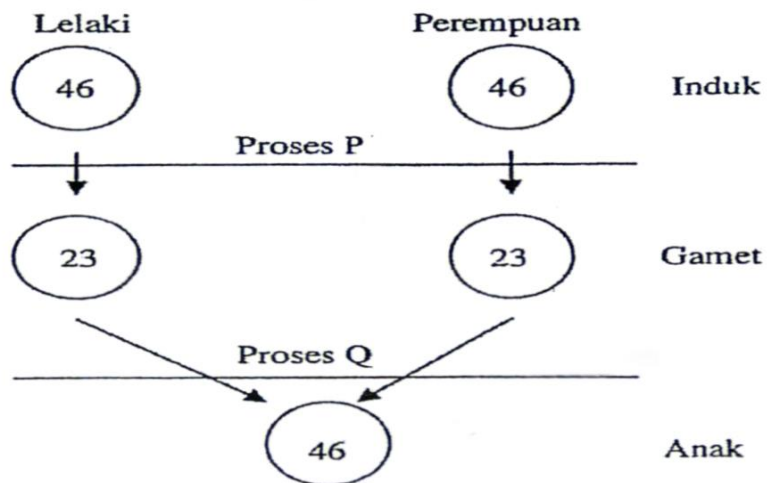 Lelaki Perempuan
46 46 Induk
Proses P
23 23 Gamet
Proses Q
46 Anak